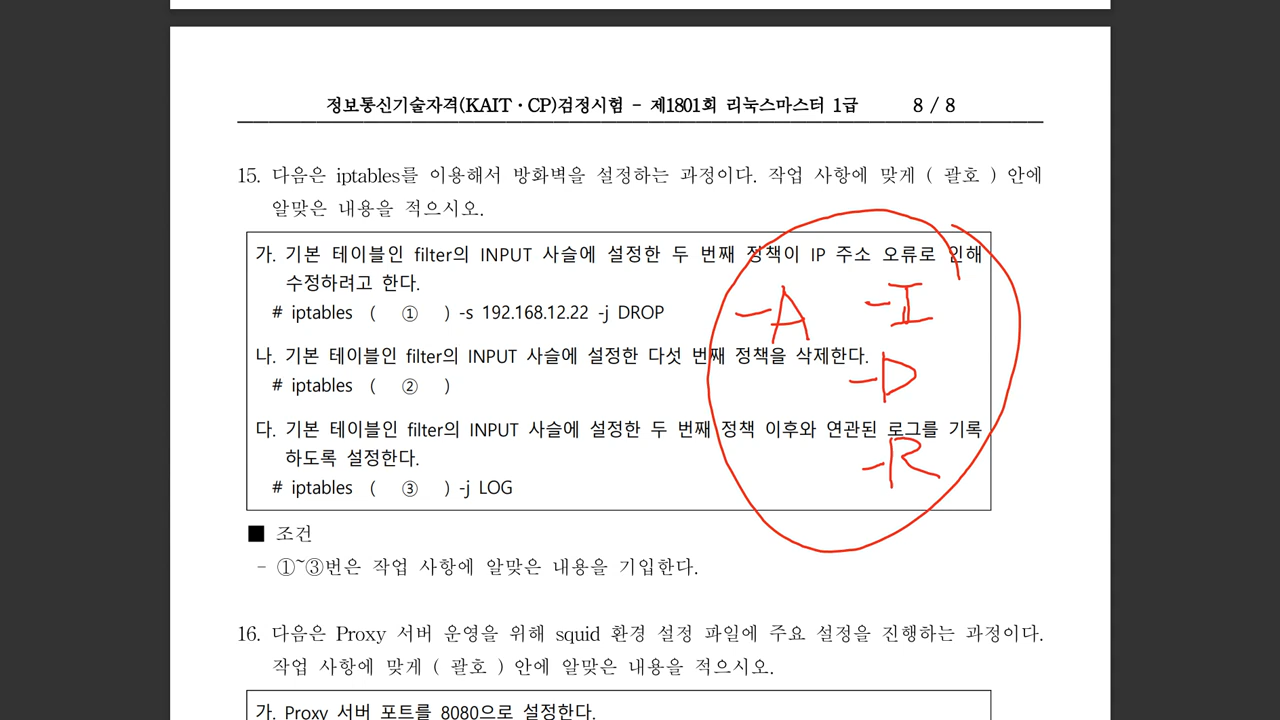 정보통신기술자격(KAIT・CP)검정시험 - 제1801회 리눅스마스터 1급 8 / 8
15. 다음은 iptables를 이용해서 방화벽을 설정하는 과정이다. 작업 사항에 맞게 ( 괄호 ) 안에
알맞은 내용을 적으시오.
가. 기본 테이블인 filter의 INPUT 사슬에 설정한 두 번째 정책이 IP 주소 오류로 인해
수정하려고 한다.
# iptables ( ① ) -s 192.168.12.22 -j DROP
-A -I
나. 기본 테이블인 filter의 INPUT 사슬에 설정한 다섯 번째 정책을 삭제한다.
# iptables ( ② )
-D
다. 기본 테이블인 filter의 INPUT 사슬에 설정한 두 번째 정책 이후와 연관된 로그를 기록
하도록 설정한다.
-R
# iptables ( ③ ) -j LOG
■ 조건
- ①~③번은 작업 사항에 알맞은 내용을 기입한다.
16. 다음은 Proxy 서버 운영을 위해 squid 환경 설정 파일에 주요 설정을 진행하는 과정이다.
작업 사항에 맞게 ( 괄호 ) 안에 알맞은 내용을 적으시오.
가. Proxy 서버 포트를 8080으로 설정한다.